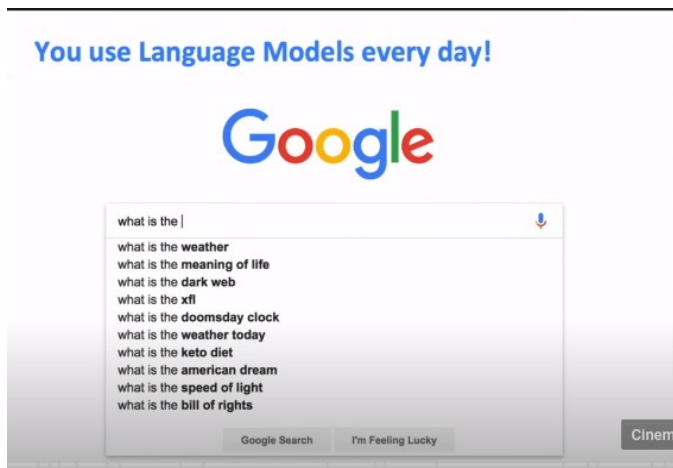 You use Language Models every day!
Google
what is the
what is the weather
what is the meaning of life
what is the dark web
what is the xfl
what is the doomsday clock
what is the weather today
what is the keto diet
what is the american dream
what is the speed of light
what is the bill of rights
Google Search I'm Feeling Lucky
Cinem